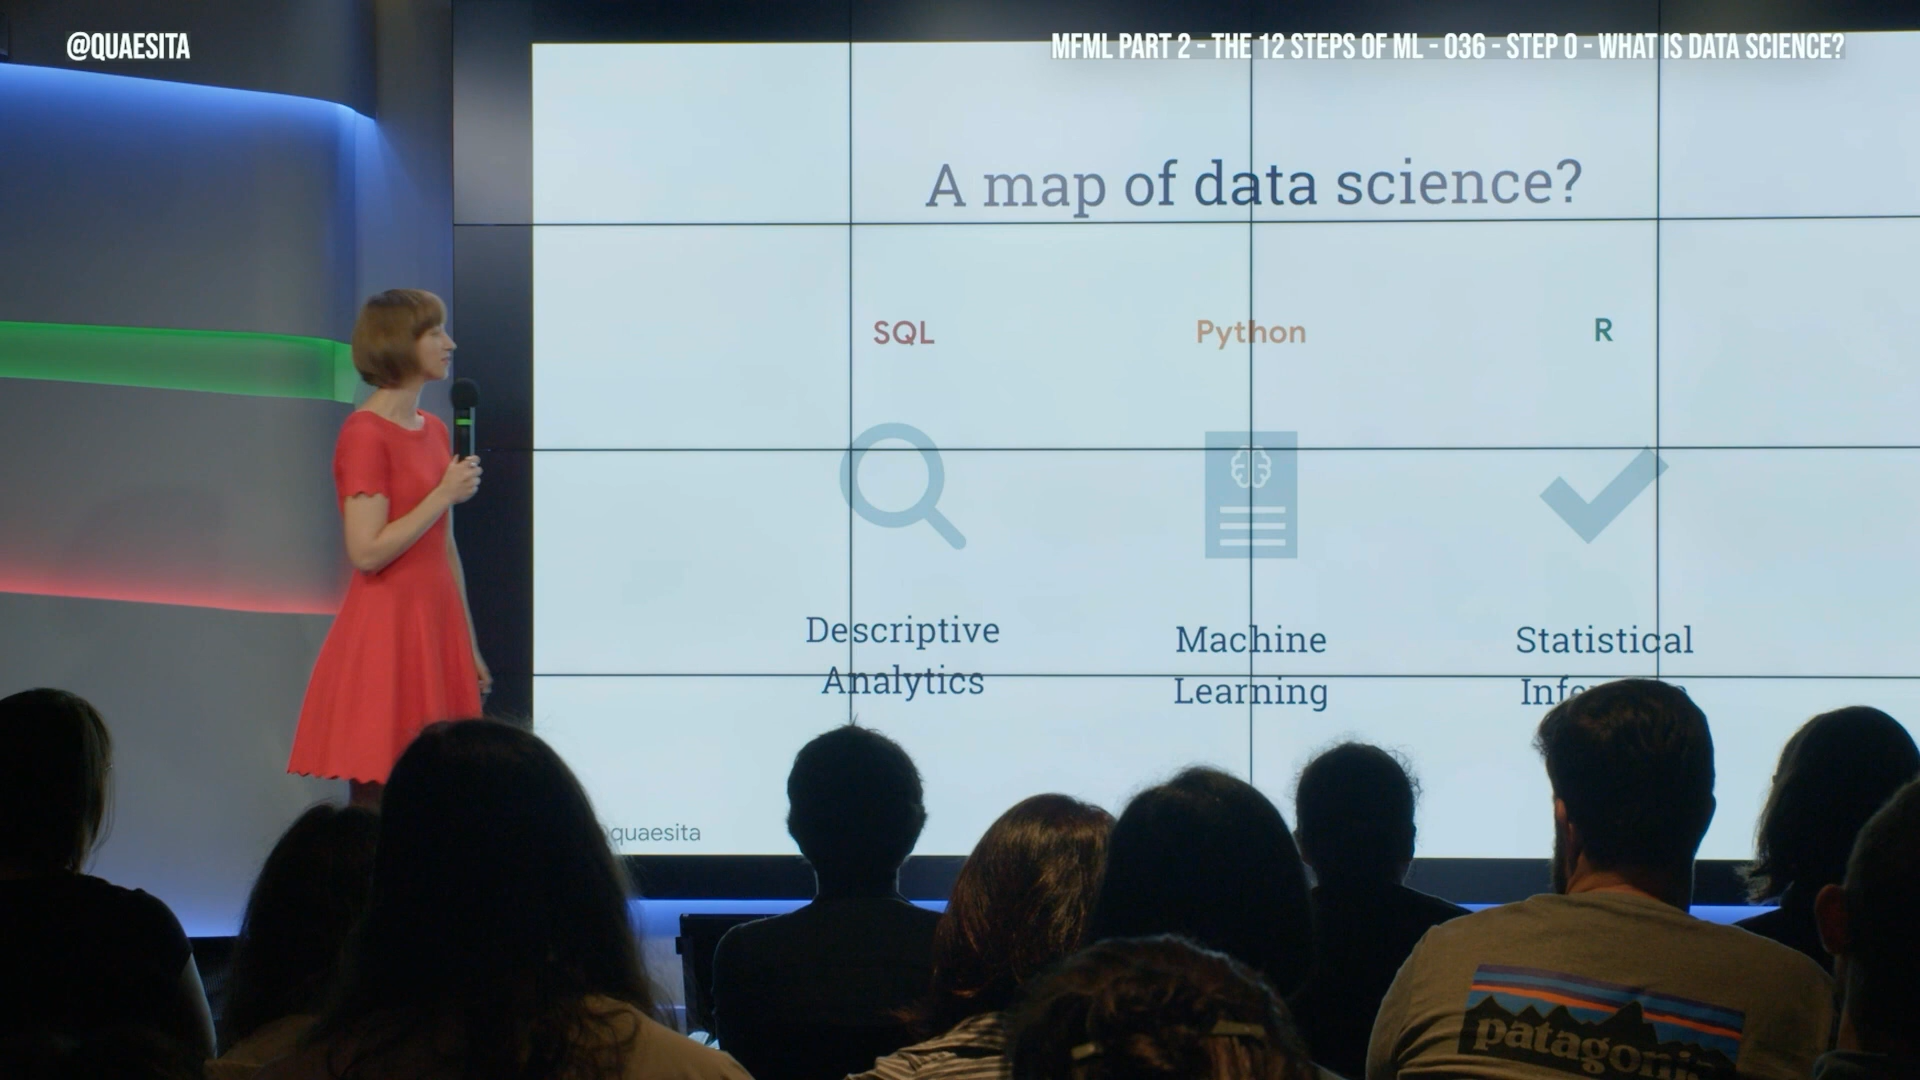 @QUAESITA
MFML PART 2 - THE 12 STEPS OF ML - 036 - STEP 0 - WHAT IS DATA SCIENCE?
A map of data science?
SQL
Python
R
Descriptive
Analytics
Machine
Learning
Statistical
@quaesita
patagonia